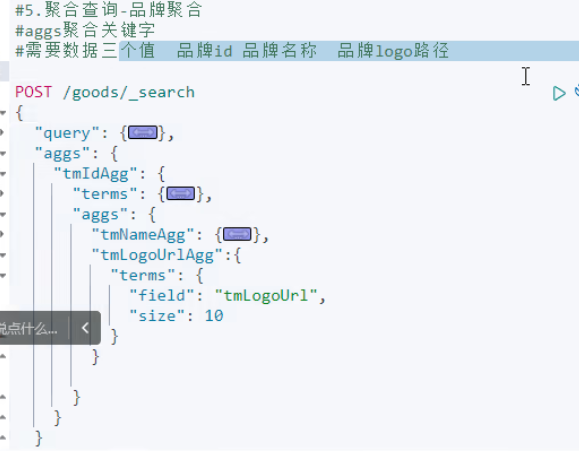 #5.聚合查询-品牌聚合
#aggs聚合关键字
#需要数据三个值  品牌id 品牌名称  品牌logo路径
POST /goods/_search
{
  "query": {},
  "aggs": {
    "tmIdAgg": {
      "terms": {},
      "aggs": {
        "tmNameAgg": {},
        "tmLogoUrlAgg":{
          "terms": {
            "field": "tmLogoUrl",
            "size": 10
说点什么...
          }
        }
      }
    }
  }